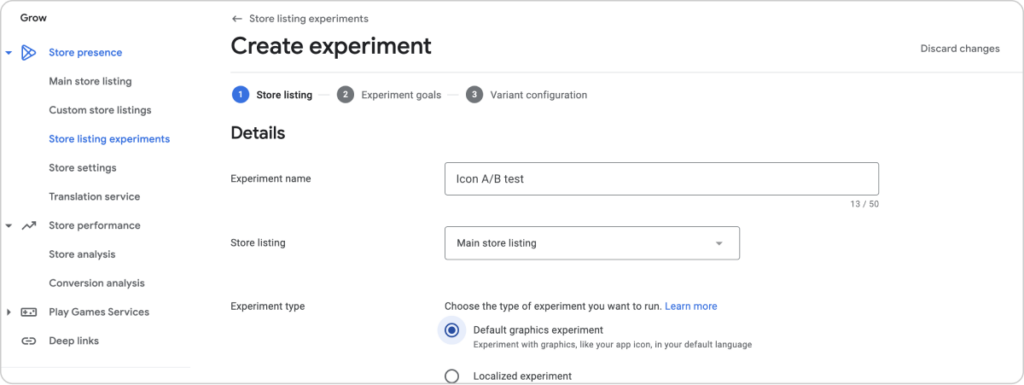 Grow
Store presence
Main store listing
Custom store listings
Store listing experiments
Store settings
Translation service
Store performance
Store analysis
Conversion analysis
Play Games Services
Deep links
← Store listing experiments
Create experiment
Discard changes
1 Store listing
2 Experiment goals
3 Variant configuration
Details
Experiment name
Icon A/B test
13 / 50
Store listing
Main store listing
Experiment type
Choose the type of experiment you want to run. Learn more
Default graphics experiment
Experiment with graphics, like your app icon, in your default language
Localized experiment